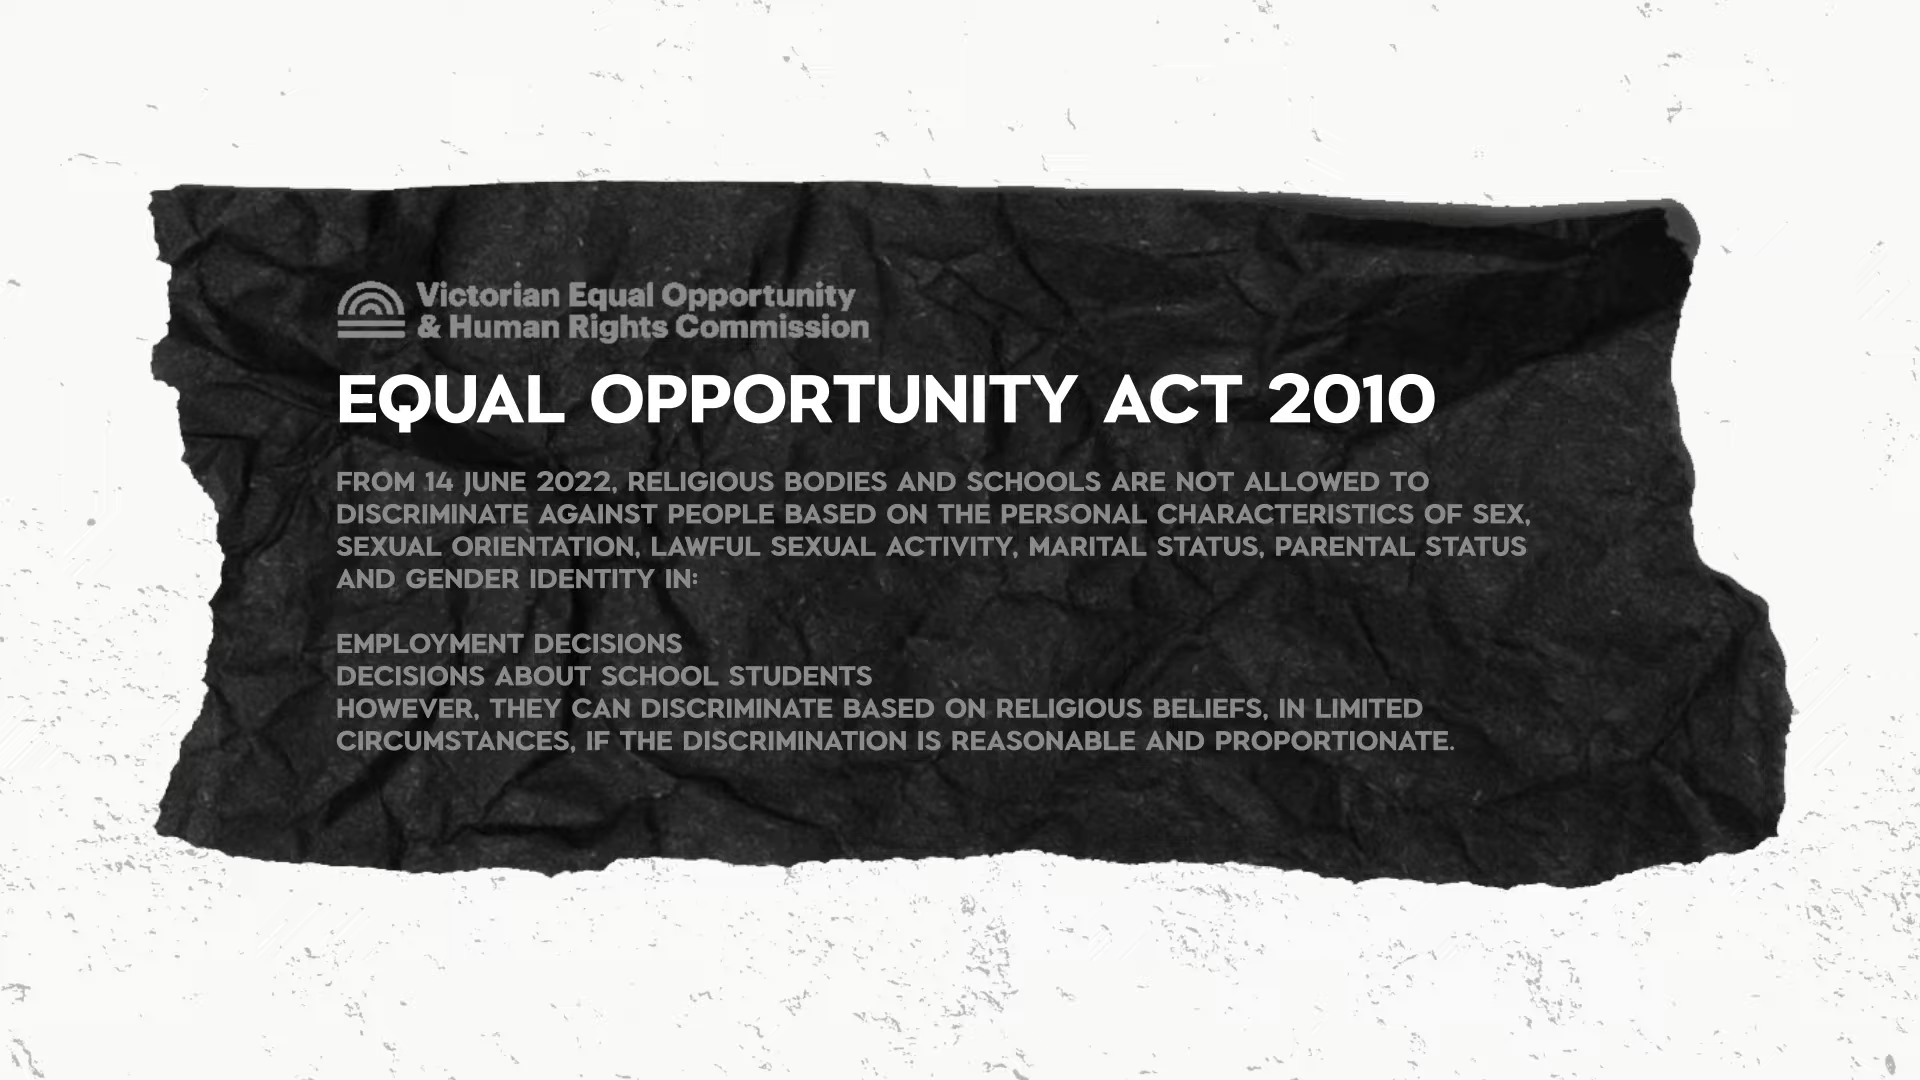 Victorian Equal Opportunity
& Human Rights Commission
EQUAL OPPORTUNITY ACT 2010
FROM 14 JUNE 2022, RELIGIOUS BODIES AND SCHOOLS ARE NOT ALLOWED TO
DISCRIMINATE AGAINST PEOPLE BASED ON THE PERSONAL CHARACTERISTICS OF SEX,
SEXUAL ORIENTATION, LAWFUL SEXUAL ACTIVITY, MARITAL STATUS, PARENTAL STATUS
AND GENDER IDENTITY IN:
EMPLOYMENT DECISIONS
DECISIONS ABOUT SCHOOL STUDENTS
HOWEVER, THEY CAN DISCRIMINATE BASED ON RELIGIOUS BELIEFS, IN LIMITED
CIRCUMSTANCES, IF THE DISCRIMINATION IS REASONABLE AND PROPORTIONATE.